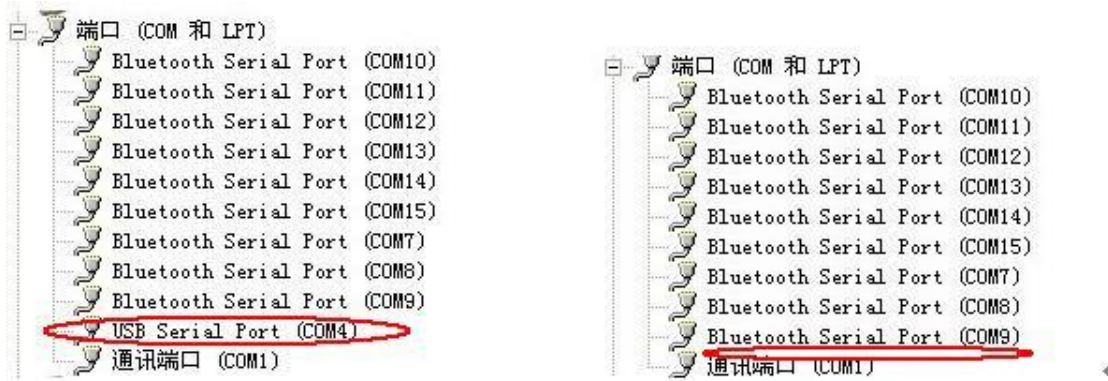 端口 (COM 和 LPT)
Bluetooth Serial Port (COM10)
Bluetooth Serial Port (COM11)
Bluetooth Serial Port (COM12)
Bluetooth Serial Port (COM13)
Bluetooth Serial Port (COM14)
Bluetooth Serial Port (COM15)
Bluetooth Serial Port (COM7)
Bluetooth Serial Port (COM8)
Bluetooth Serial Port (COM9)
USB Serial Port (COM4)
通讯端口 (COM1)
端口 (COM 和 LPT)
Bluetooth Serial Port (COM10)
Bluetooth Serial Port (COM11)
Bluetooth Serial Port (COM12)
Bluetooth Serial Port (COM13)
Bluetooth Serial Port (COM14)
Bluetooth Serial Port (COM15)
Bluetooth Serial Port (COM7)
Bluetooth Serial Port (COM8)
Bluetooth Serial Port (COM9)
通讯端口 (COM1)